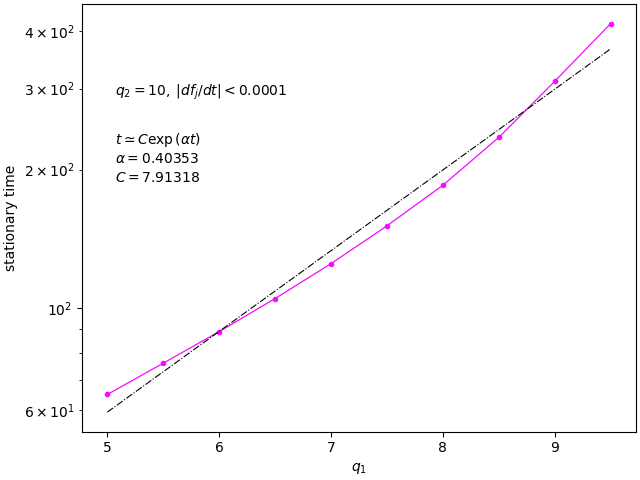 4 × 10²
3 × 10²
2 × 10²
10²
6 × 10¹
stationary time
q₂ = 10, |df_j/dt| < 0.0001
t ≃ C exp (αt)
α = 0.40353
C = 7.91318
5 6 7 8 9
q₁